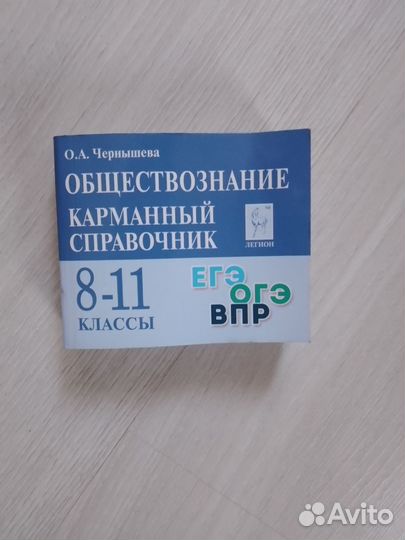 О.А. Чернышева
ОБЩЕСТВОЗНАНИЕ
КАРМАННЫЙ
СПРАВОЧНИК
ЛЕГИОН
8-11
КЛАССЫ
ЕГЭ
ОГЭ
ВПР
Avito